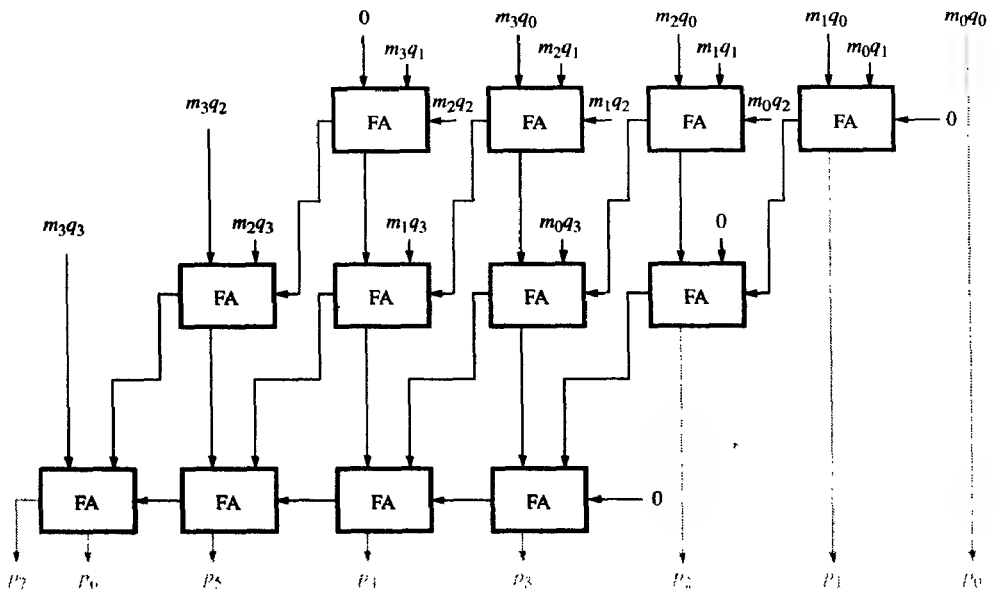 0 m₃q₀ m₂q₀ m₁q₀ m₀q₀
m₃q₁ m₂q₁ m₁q₁ m₀q₁
m₃q₂ FA m₂q₂ FA m₁q₂ FA m₀q₂ FA 0
m₃q₃ m₂q₃ m₁q₃ m₀q₃ 0
FA FA FA FA
FA FA FA FA 0
p₇ p₆ p₅ p₄ p₃ p₂ p₁ p₀